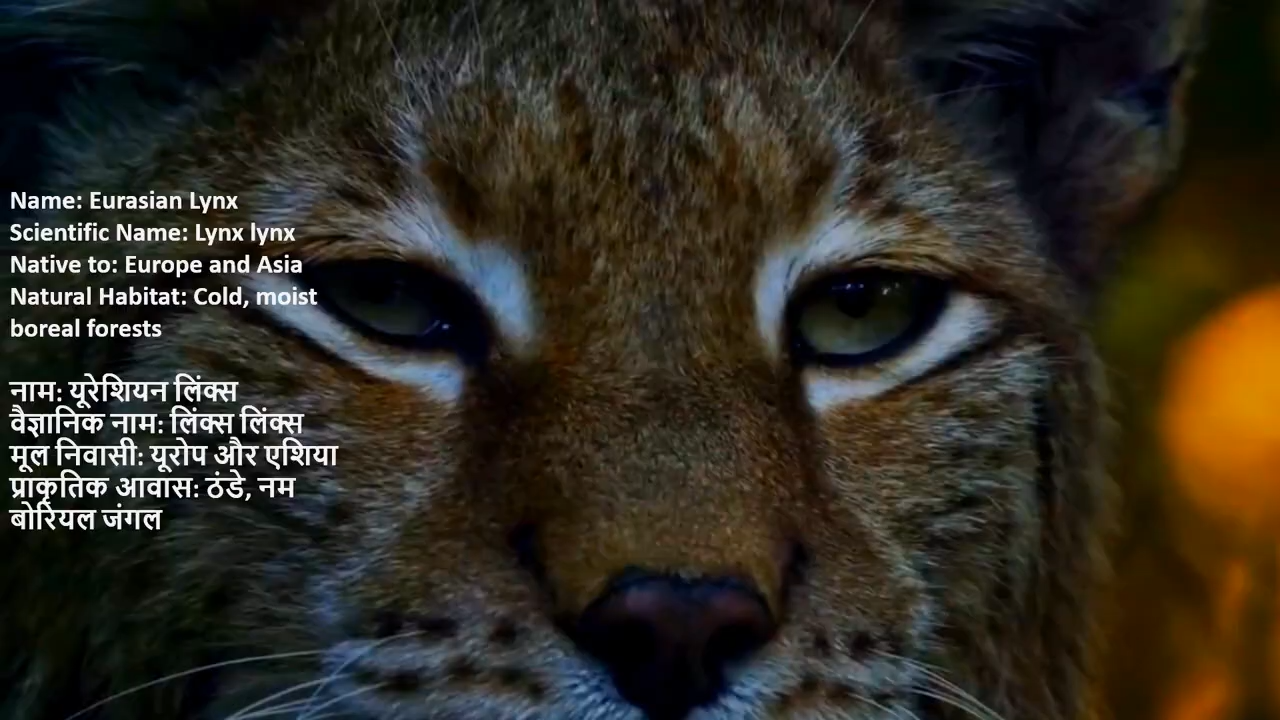 Name: Eurasian Lynx
Scientific Name: Lynx lynx
Native to: Europe and Asia
Natural Habitat: Cold, moist
boreal forests
नाम: यूरेशियन लिंक्स
वैज्ञानिक नाम: लिंक्स लिंक्स
मूल निवासी: यूरोप और एशिया
प्राकृतिक आवास: ठंडे, नम
बोरियल जंगल